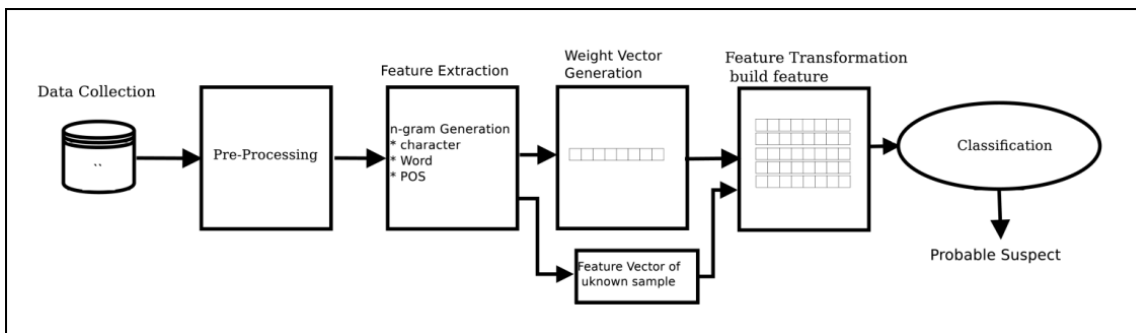 Data Collection
Pre-Processing
Feature Extraction
n-gram Generation
* character
* Word
* POS
Weight Vector
Generation
Feature Vector of
uknown sample
Feature Transformation
build feature
Classification
Probable Suspect